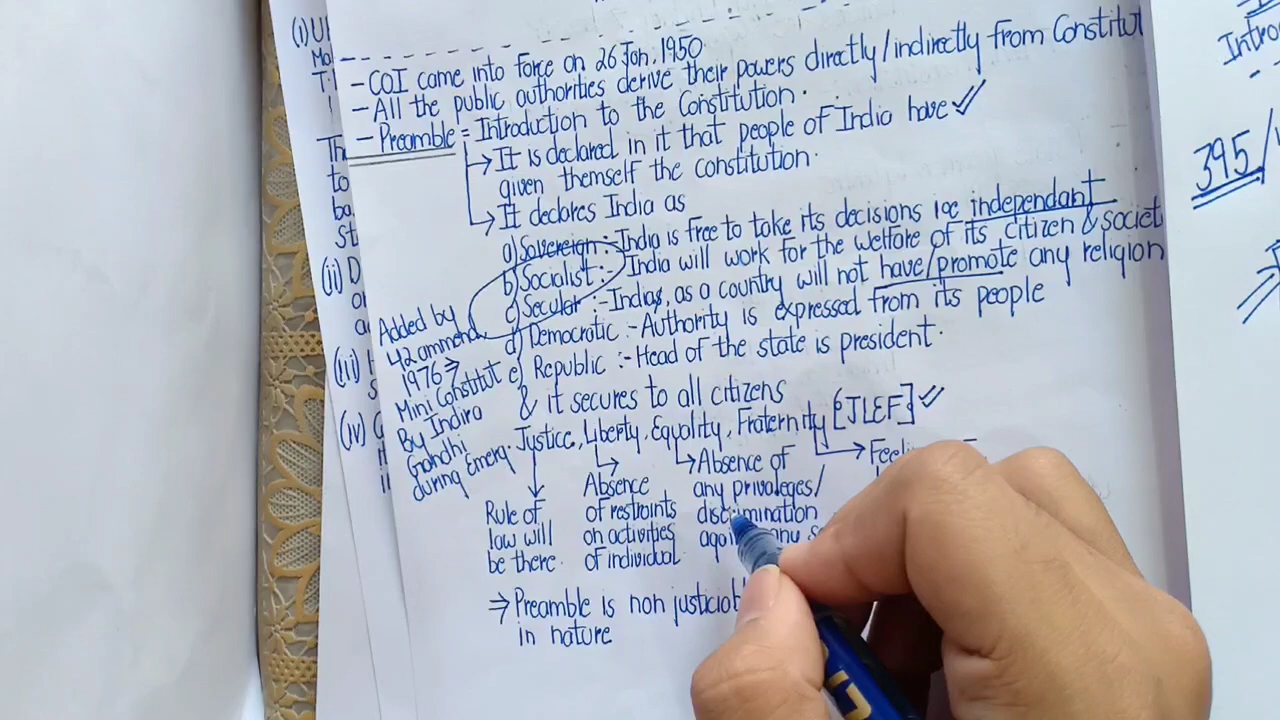 - COI came into Force on 26 Jan, 1950
- All the public authorities derive their powers directly/indirectly from Constitut
- Preamble = Introduction to the Constitution.
→ It is declared in it that people of India have ✓
given themself the constitution.
→ It declares India as
a) Sovereign :- India is free to take its decisions ie independant
b) Socialist :- India will work for the welfare of its citizen & societ
c) Secular :- India, as a country will not have/promote any religion
d) Democratic :- Authority is expressed from its people
e) Republic :- Head of the state is president.
Added by
42 ammend.
1976 ⇒
Mini Constitut
By Indira
Gandhi
during Emerg.
& it secures to all citizens
Justice, Liberty, Equality, Fraternity [JLEF] ✓
Rule of
law will
be there.
Absence
of restraints
on activities
of individual
Absence of
any privaleges/
discrimination
any
⇒ Preamble is non
in nature
(i)
(ii) D
(iii)
(iv)
395/